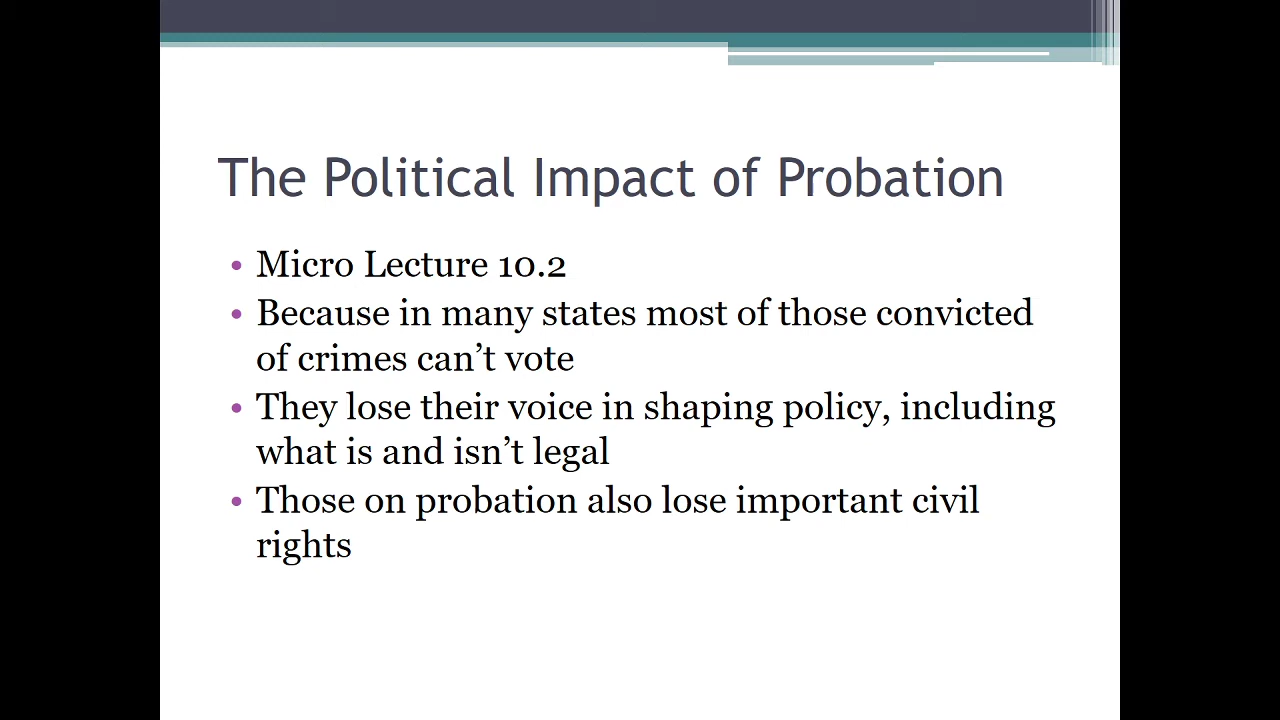 The Political Impact of Probation
• Micro Lecture 10.2
• Because in many states most of those convicted
of crimes can’t vote
• They lose their voice in shaping policy, including
what is and isn’t legal
• Those on probation also lose important civil
rights